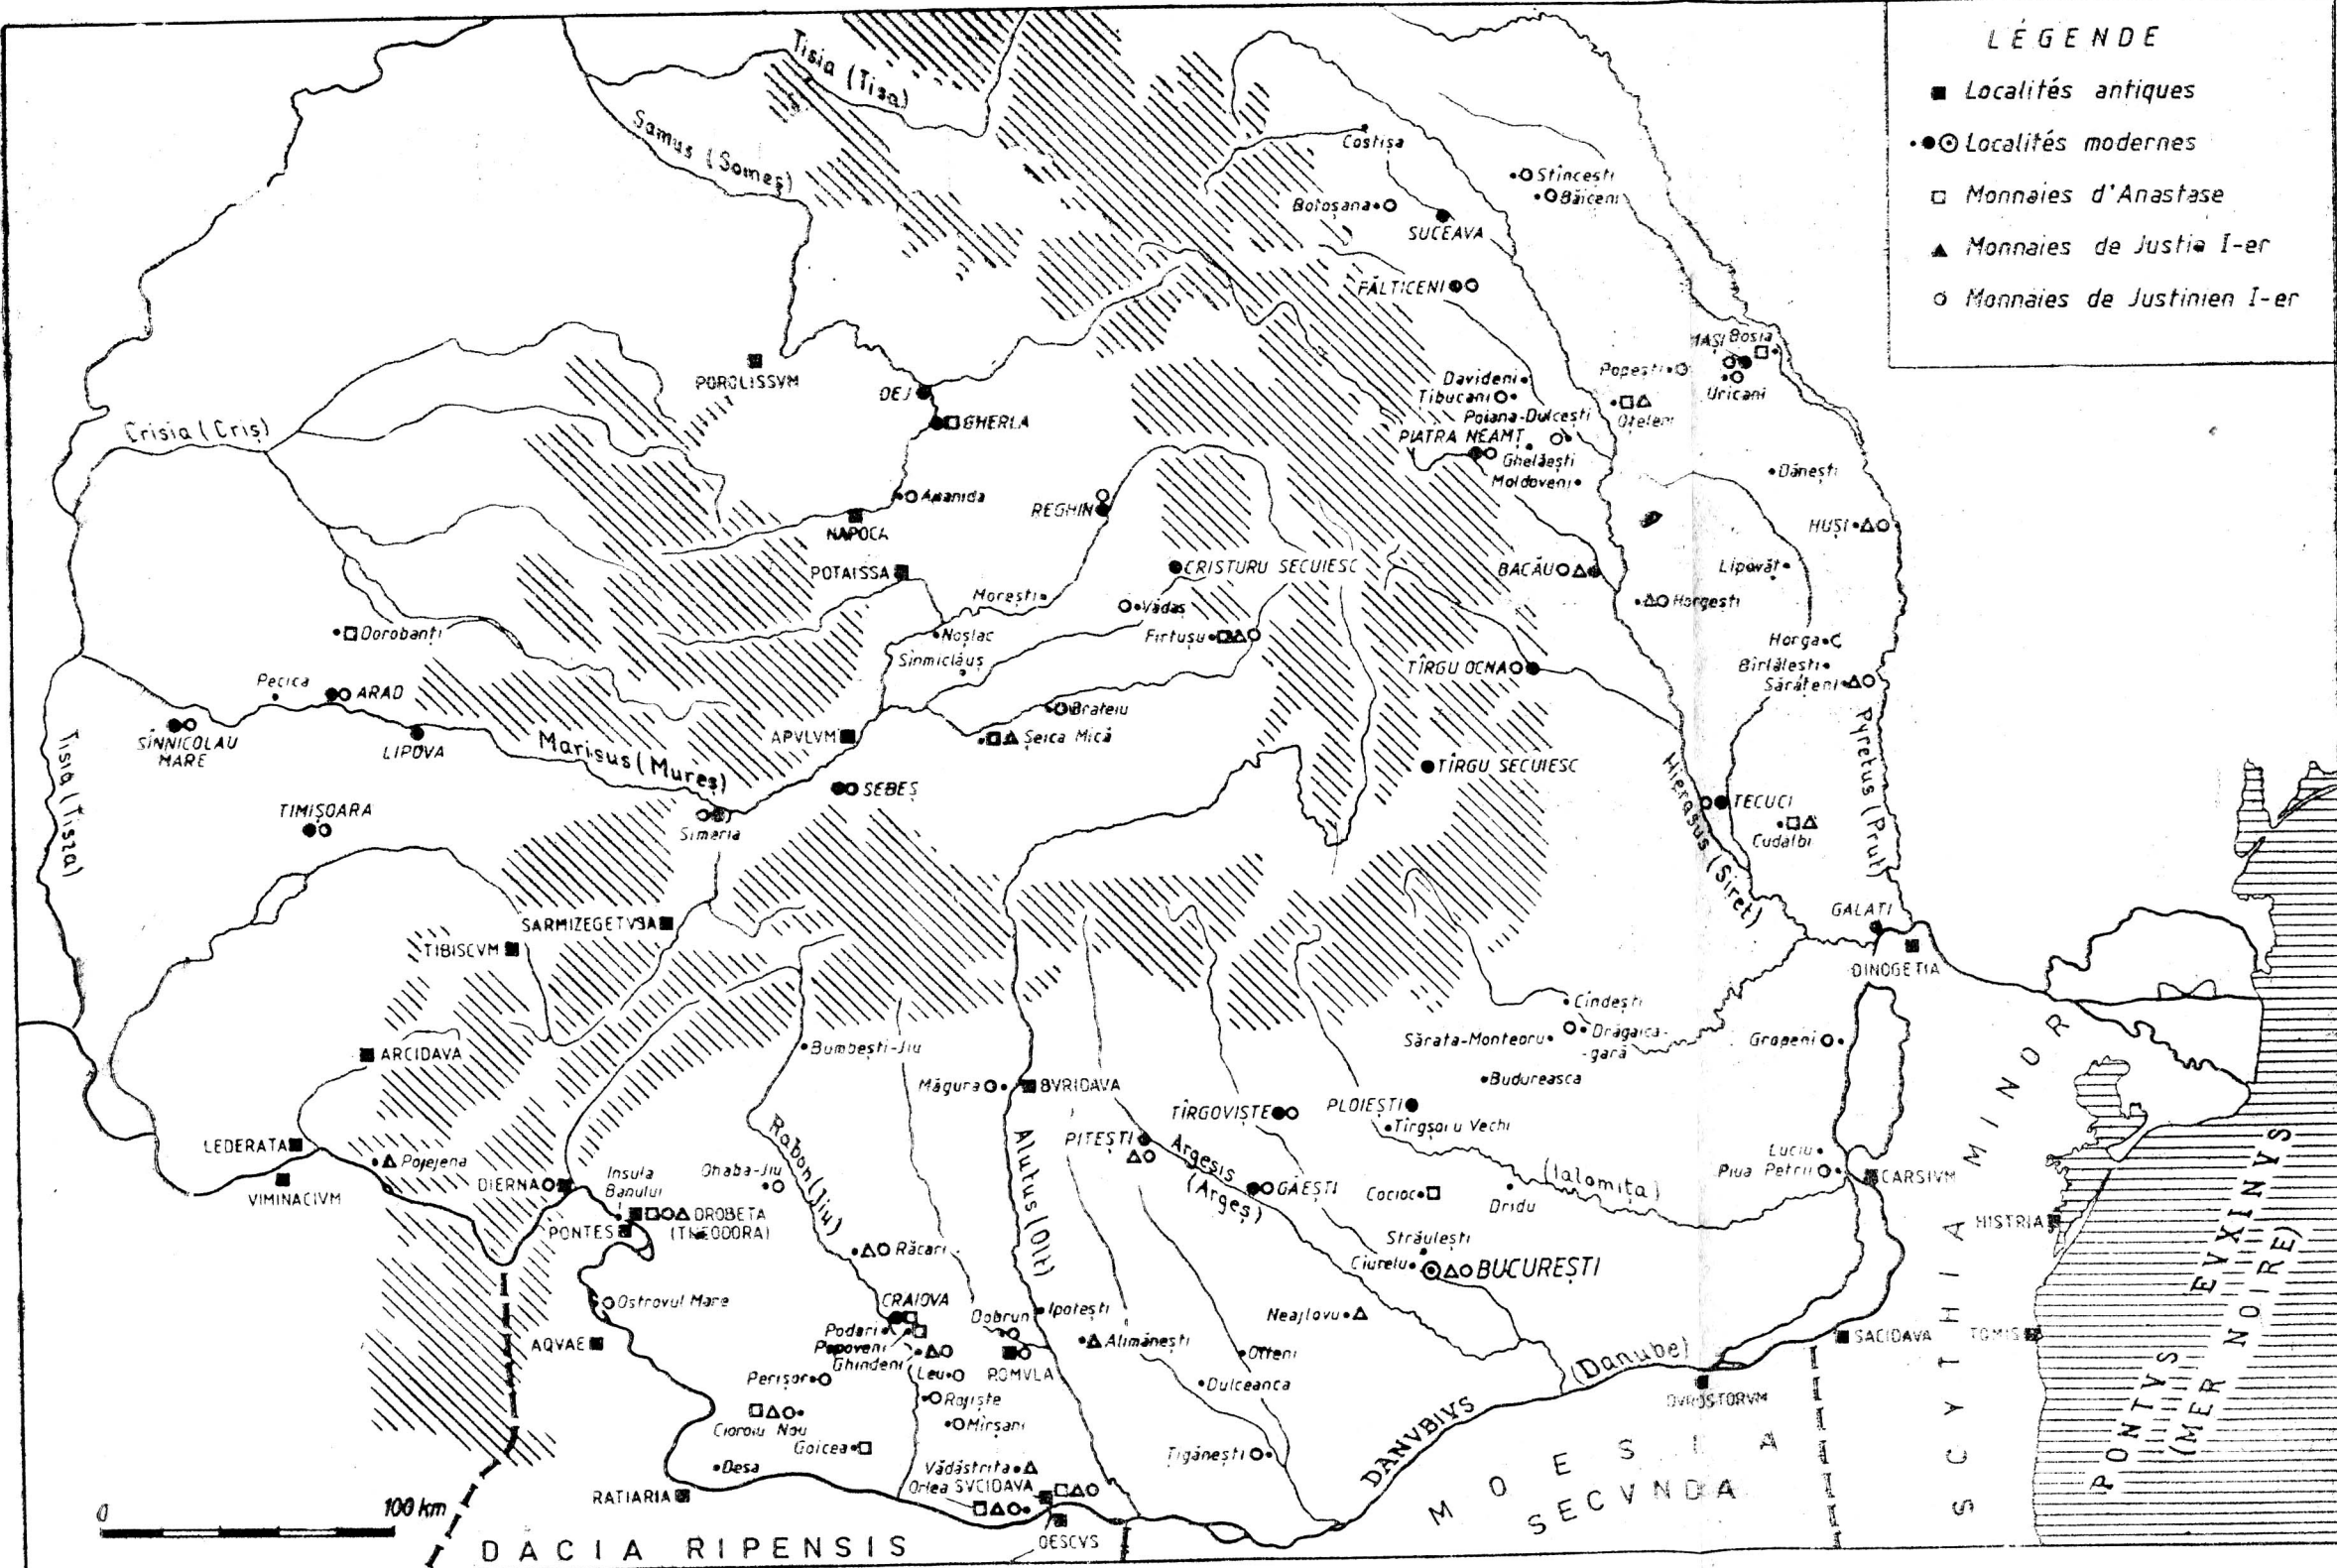 LÉGENDE
Localités antiques
Localités modernes
Monnaies d'Anastase
Monnaies de Justin I-er
Monnaies de Justinien I-er
Tisia (Tisa)
Samus (Someș)
Costișa
Stîncești
Băiceni
Botoșana
SUCEAVA
FĂLTICENI
IAȘI
Bosia
Popești
Uricani
Davideni
Tibucani
Poiana-Dulcești
Oțeleni
PIATRA NEAMȚ
Ghelăești
Moldoveni
Dănești
HUȘI
POROLISSVM
DEJ
GHERLA
Crisia (Criș)
Apahida
NAPOCA
REGHIN
POTAISSA
CRISTURU SECUIESC
BACĂU
Lipovăț
Horgești
Morești
Vădaș
Noșlac
Firtușu
Sînmiclăuș
Horga
Bîrlălești
Sărățeni
TÎRGU OCNA
Dorobanți
Pecica
ARAD
SÎNNICOLAU
MARE
LIPOVA
Marisus (Mureș)
APVLVM
Brateiu
Șeica Mică
TÎRGU SECUIESC
SEBEȘ
Simeria
TIMIȘOARA
Tisia (Tisza)
Hierasus (Siret)
Pyretus (Prut)
TECUCI
Cudalbi
GALAȚI
DINOGETIA
SARMIZEGETVSA
TIBISCVM
ARCIDAVA
Bumbești-Jiu
Cîndești
Sărata-Monteoru
Drăgaica-
-gară
Gropeni
Budureasca
Măgura
BVRIDAVA
TÎRGOVIȘTE
PLOIEȘTI
Tîrgșoru Vechi
PITEȘTI
Argesis
(Argeș)
GĂEȘTI
Cocioc
(Ialomița)
Dridu
Luciu
Piua Petrii
CARSIVM
HISTRIA
LEDERATA
VIMINACIVM
Pojejena
DIERNA
Insula
Banului
Ohaba-Jiu
Rabon (Jiu)
Alutus (Olt)
DROBETA
(THEODORA)
PONTES
Răcari
Străulești
Ciurelu
BUCUREȘTI
Ostrovul Mare
AQVAE
CRAIOVA
Podari
Popoveni
Ghindeni
Dobrun
Ipotești
Alimănești
Neajlovu
Olteni
Leu
ROMVLA
Perișor
Rojiște
Mîrșani
Dulceanca
Cioroiu Nou
Goicea
Desa
Vădăstrița
Orlea
SVCIDAVA
Țigănești
RATIARIA
OESCVS
DANVBIVS
(Danube)
DVROSTORVM
SACIDAVA
TOMIS
MOESIA
SECVNDA
SCYTHIA MINOR
PONTVS EVXINVS
(MER NOIRE)
0
100 km
DACIA RIPENSIS